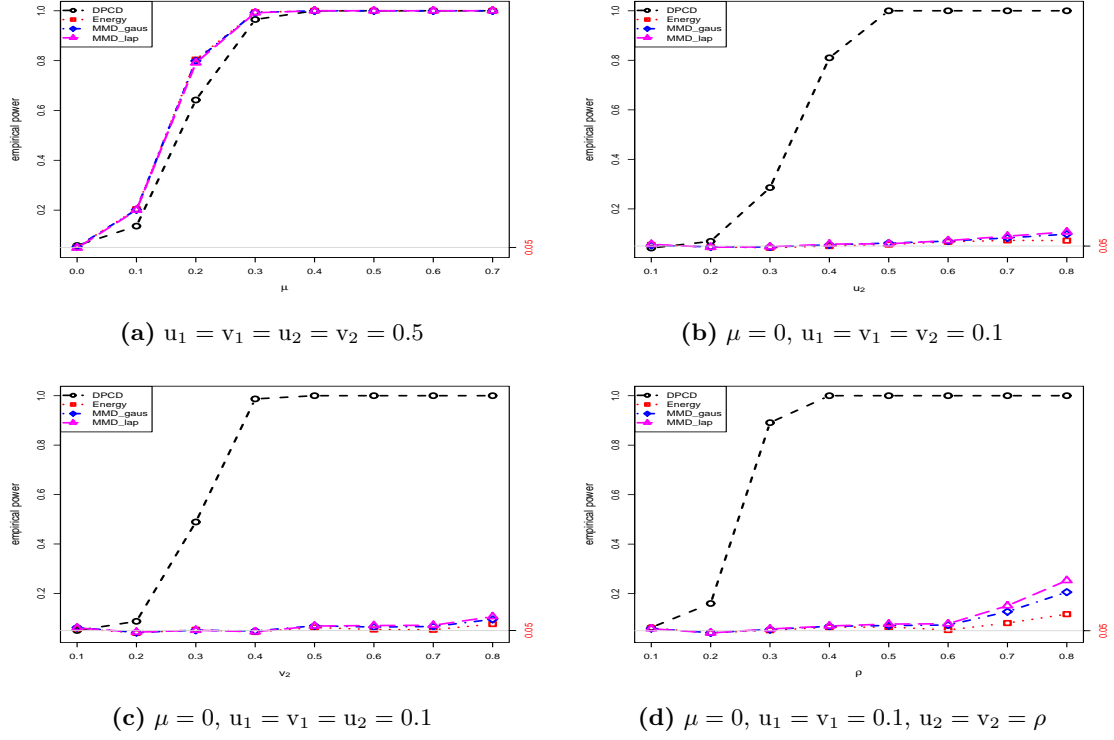 DPCD
Energy
MMD_gaus
MMD_lap
empirical power
0.2 0.4 0.6 0.8 1.0
0.05
0.0 0.1 0.2 0.3 0.4 0.5 0.6 0.7
μ
(a) u₁ = v₁ = u₂ = v₂ = 0.5
DPCD
Energy
MMD_gaus
MMD_lap
empirical power
0.2 0.4 0.6 0.8 1.0
0.05
0.1 0.2 0.3 0.4 0.5 0.6 0.7 0.8
u₂
(b) μ = 0, u₁ = v₁ = v₂ = 0.1
DPCD
Energy
MMD_gaus
MMD_lap
empirical power
0.2 0.4 0.6 0.8 1.0
0.05
0.1 0.2 0.3 0.4 0.5 0.6 0.7 0.8
v₂
(c) μ = 0, u₁ = v₁ = u₂ = 0.1
DPCD
Energy
MMD_gaus
MMD_lap
empirical power
0.2 0.4 0.6 0.8 1.0
0.05
0.1 0.2 0.3 0.4 0.5 0.6 0.7 0.8
ρ
(d) μ = 0, u₁ = v₁ = 0.1, u₂ = v₂ = ρ